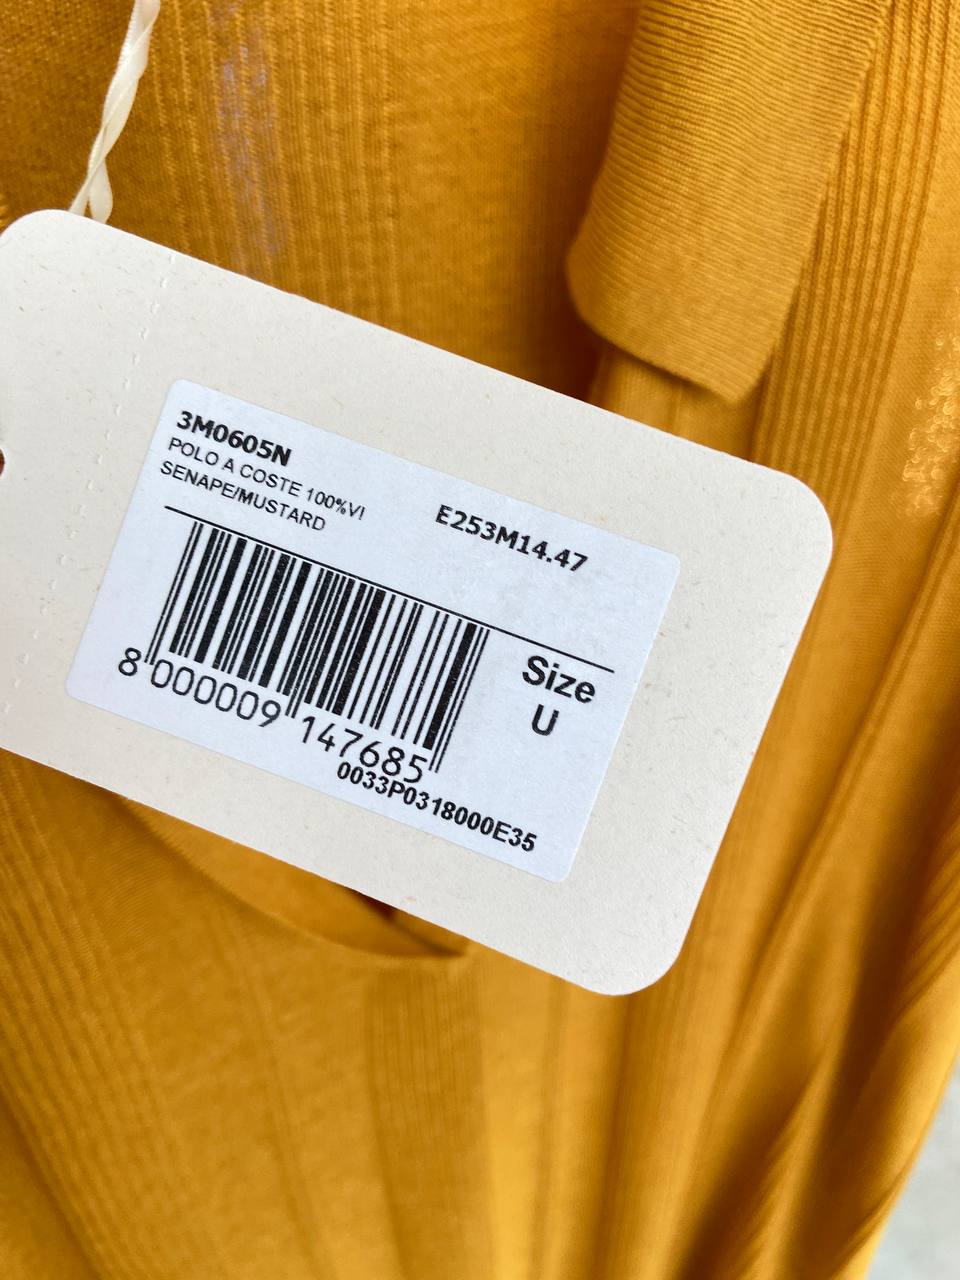 3M0605N
POLO A COSTE 100%VI
SENAPE/MUSTARD
E253M14.47
Size
U
8 000009 147685
0033P0318000E35